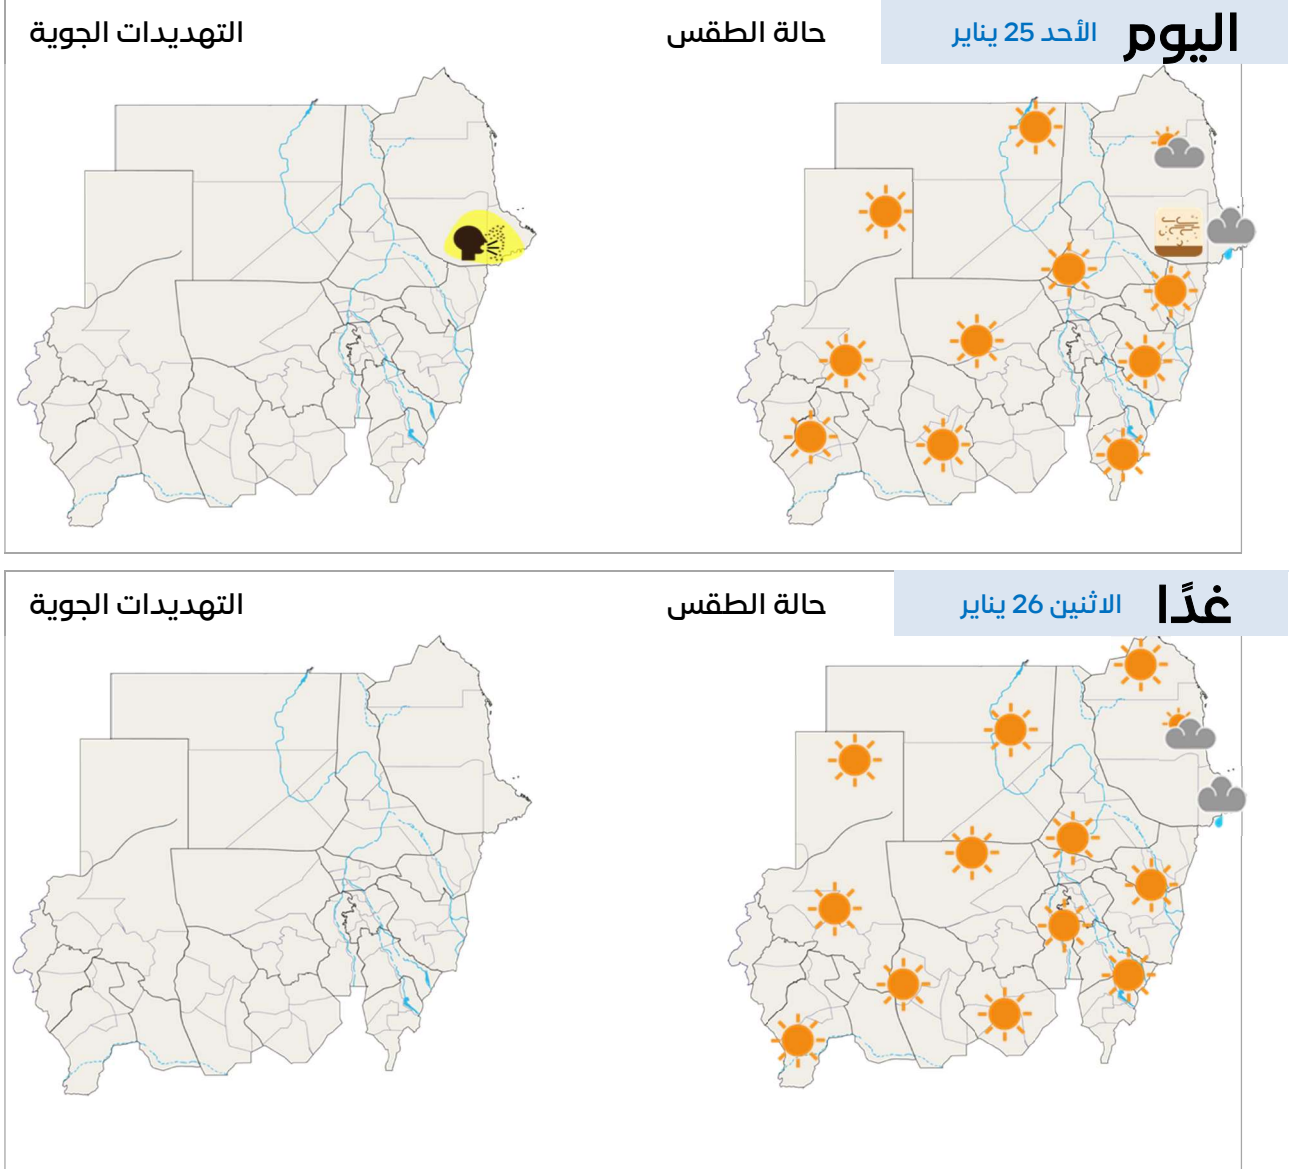 اليوم الأحد 25 يناير
حالة الطقس
التهديدات الجوية
غدًا الاثنين 26 يناير
حالة الطقس
التهديدات الجوية